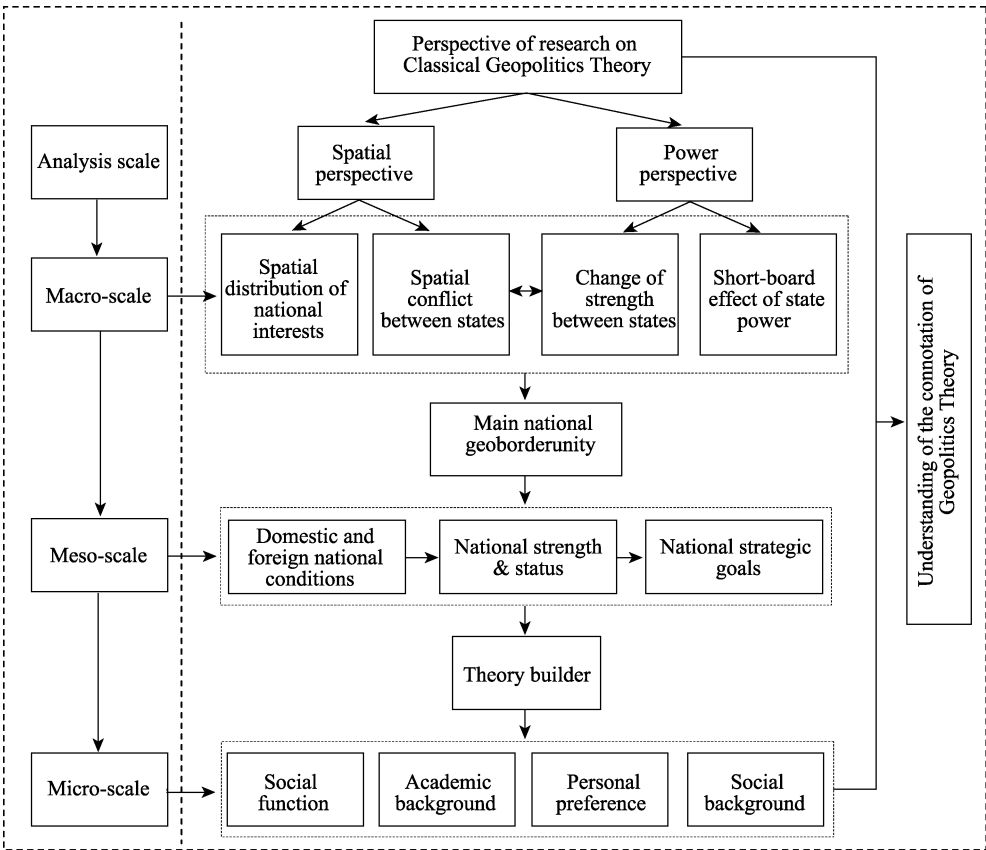 Perspective of research on
Classical Geopolitics Theory
Analysis scale
Spatial
perspective
Power
perspective
Macro-scale
Spatial
distribution of
national
interests
Spatial
conflict
between states
Change of
strength
between states
Short-board
effect of state
power
Understanding of the connotation of
Geopolitics Theory
Main national
geoborderunity
Meso-scale
Domestic and
foreign national
conditions
National strength
& status
National strategic
goals
Theory builder
Micro-scale
Social
function
Academic
background
Personal
preference
Social
background